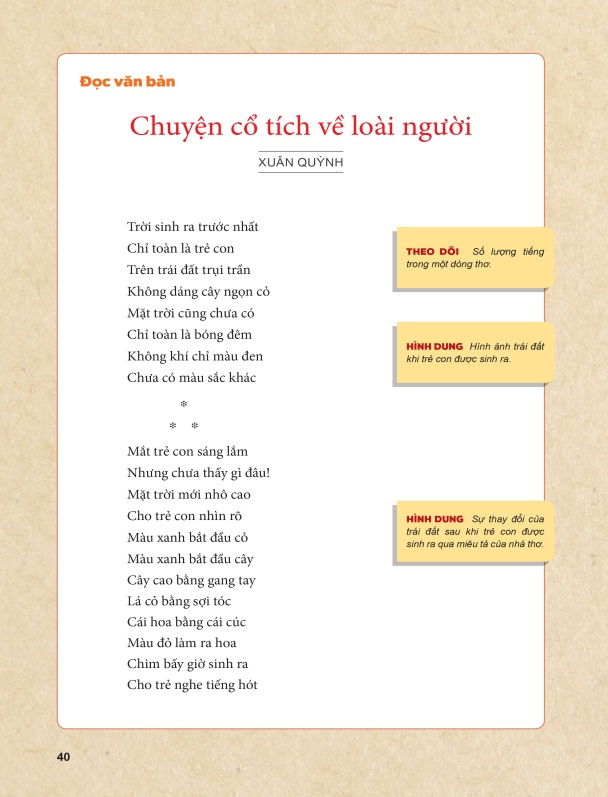 Đọc văn bản
Chuyện cổ tích về loài người
XUÂN QUỲNH
Trời sinh ra trước nhất
Chỉ toàn là trẻ con
Trên trái đất trụi trần
Không dáng cây ngọn cỏ
Mặt trời cũng chưa có
Chỉ toàn là bóng đêm
Không khí chỉ màu đen
Chưa có màu sắc khác
*
* *
Mắt trẻ con sáng lắm
Nhưng chưa thấy gì đâu!
Mặt trời mới nhô cao
Cho trẻ con nhìn rõ
Màu xanh bắt đầu cỏ
Màu xanh bắt đầu cây
Cây cao bằng gang tay
Lá cỏ bằng sợi tóc
Cái hoa bằng cái cúc
Màu đỏ làm ra hoa
Chim bấy giờ sinh ra
Cho trẻ nghe tiếng hót
THEO DÕI Số lượng tiếng
trong một dòng thơ.
HÌNH DUNG Hình ảnh trái đất
khi trẻ con được sinh ra.
HÌNH DUNG Sự thay đổi của
trái đất sau khi trẻ con được
sinh ra qua miêu tả của nhà thơ.
40